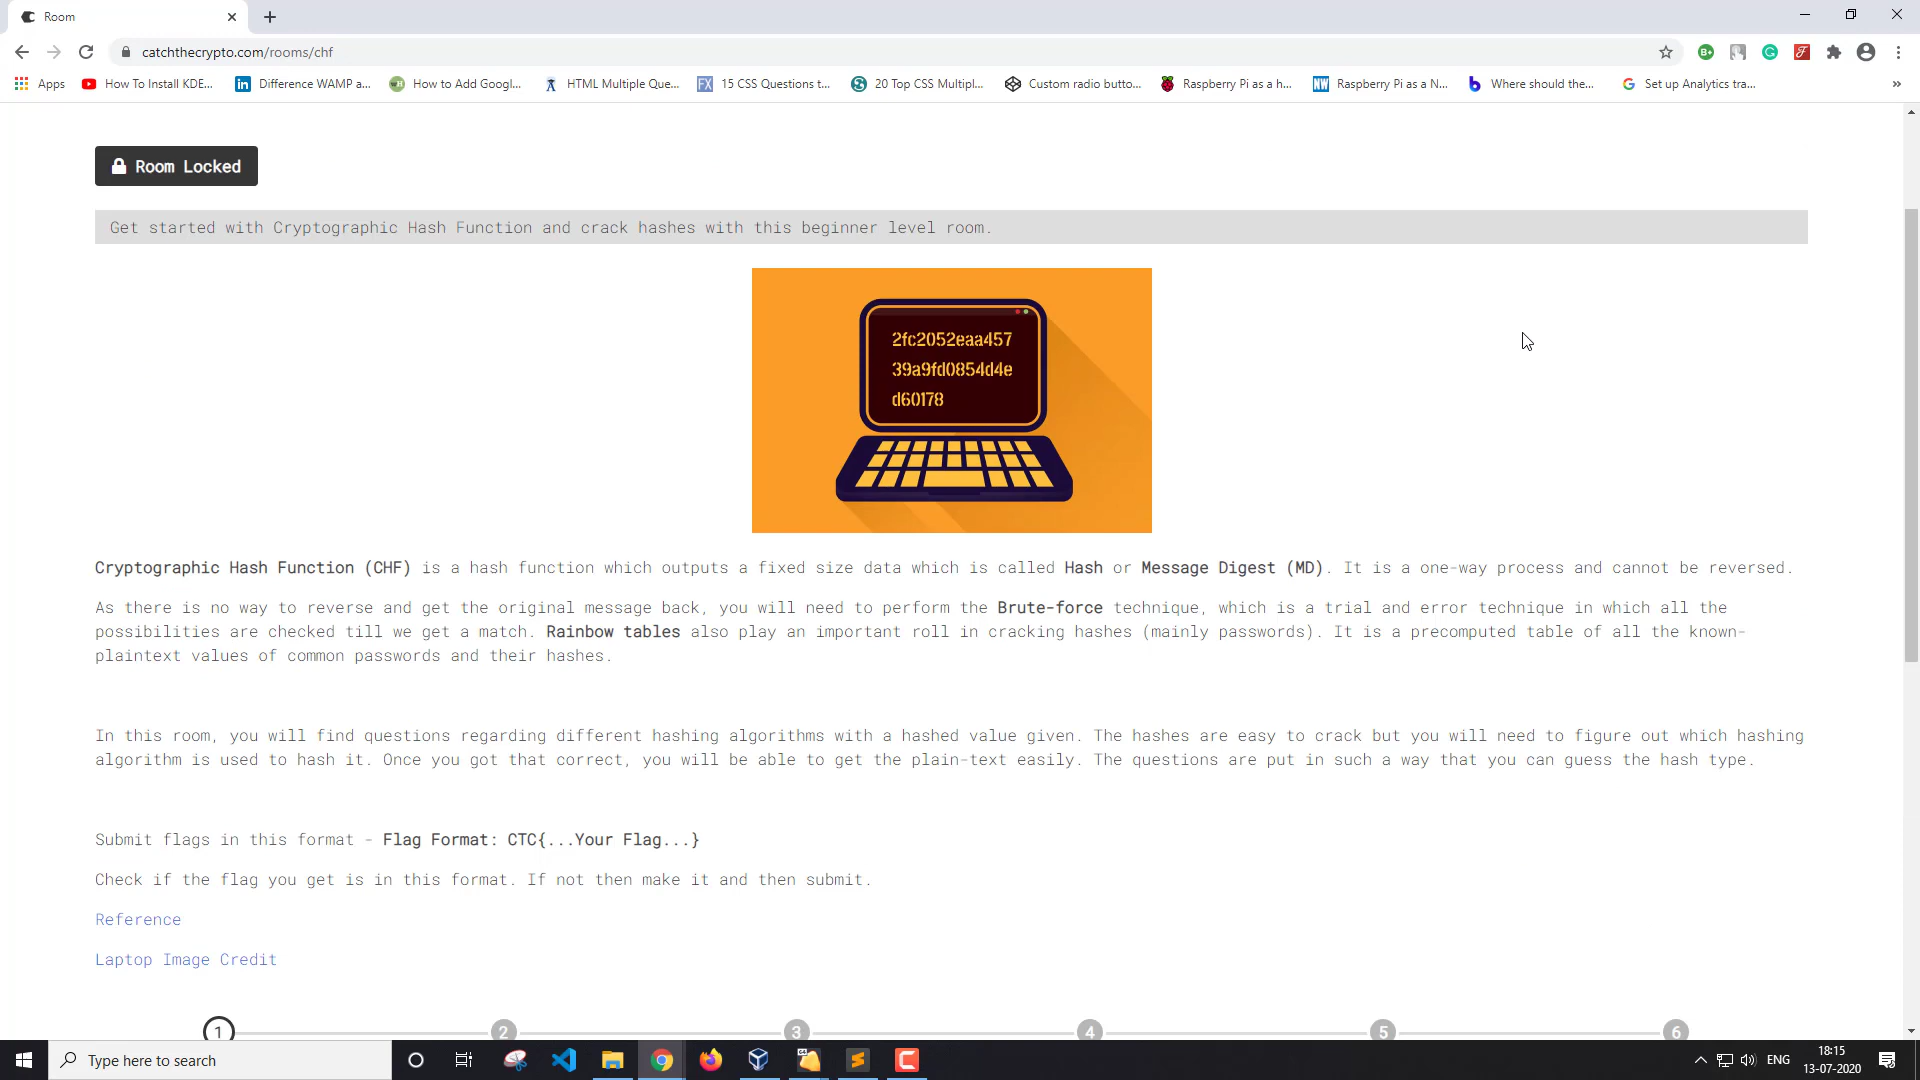 Room
catchthecrypto.com/rooms/chf
Apps How To Install KDE... Difference WAMP a... How to Add Googl... HTML Multiple Que... 15 CSS Questions t... 20 Top CSS Multipl... Custom radio butto... Raspberry Pi as a h... Raspberry Pi as a N... Where should the... Set up Analytics tra... »
Room Locked
Get started with Cryptographic Hash Function and crack hashes with this beginner level room.
2fc2052eaa457
39a9fd0854d4e
d60178
Cryptographic Hash Function (CHF) is a hash function which outputs a fixed size data which is called Hash or Message Digest (MD). It is a one-way process and cannot be reversed.
As there is no way to reverse and get the original message back, you will need to perform the Brute-force technique, which is a trial and error technique in which all the
possibilities are checked till we get a match. Rainbow tables also play an important roll in cracking hashes (mainly passwords). It is a precomputed table of all the known-
plaintext values of common passwords and their hashes.
In this room, you will find questions regarding different hashing algorithms with a hashed value given. The hashes are easy to crack but you will need to figure out which hashing
algorithm is used to hash it. Once you got that correct, you will be able to get the plain-text easily. The questions are put in such a way that you can guess the hash type.
Submit flags in this format - Flag Format: CTC{...Your Flag...}
Check if the flag you get is in this format. If not then make it and then submit.
Reference
Laptop Image Credit
1 2 3 4 5 6
Type here to search
ENG
18:15
13-07-2020